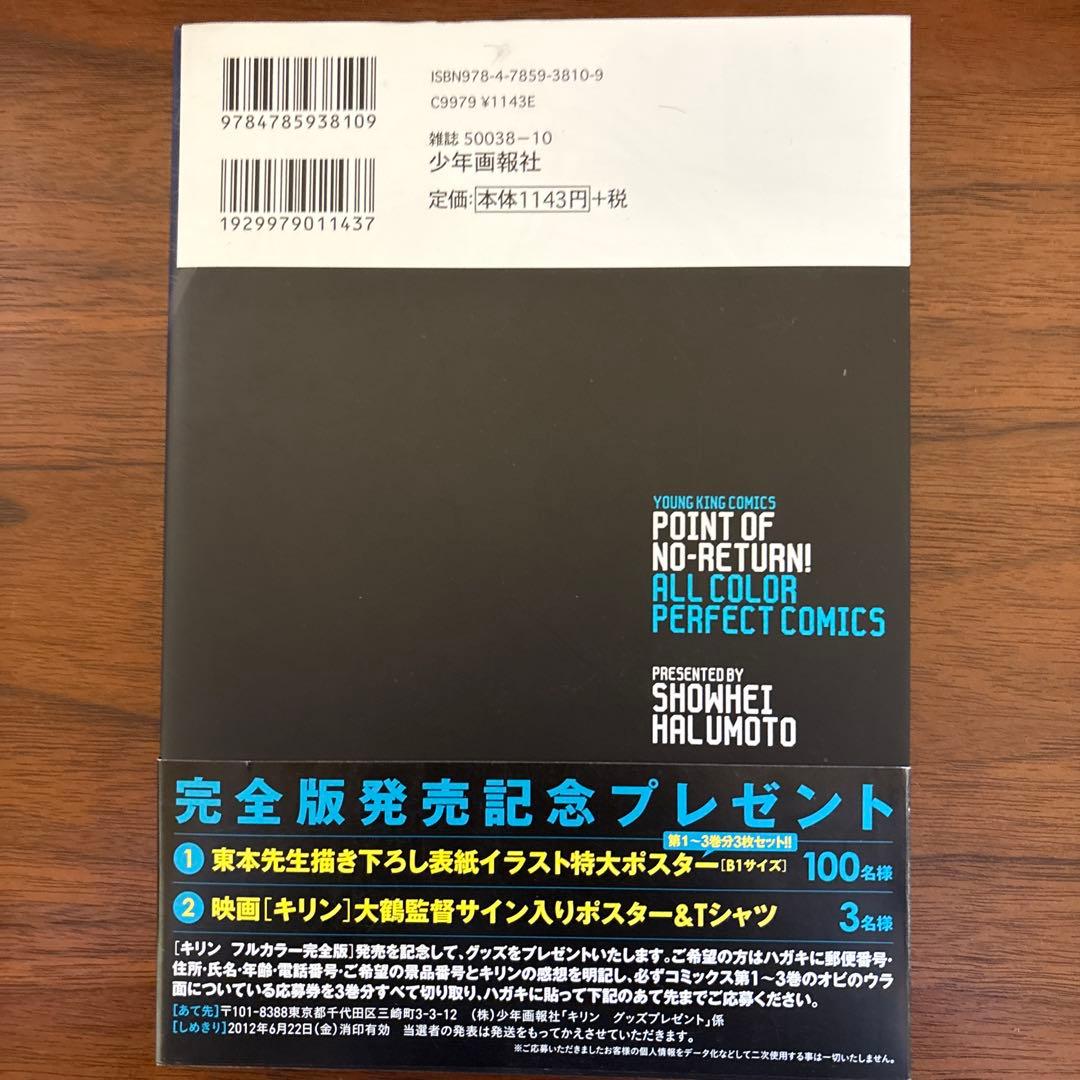 ISBN978-4-7859-3810-9
C9979 ¥1143E
9784785938109
雑誌 50038-10
少年画報社
定価:本体1143円+税
1929979011437
YOUNG KING COMICS
POINT OF
NO-RETURN!
ALL COLOR
PERFECT COMICS
PRESENTED BY
SHOWHEI
HALUMOTO
完全版発売記念プレゼント
第1~3巻分3枚セット!!
1 東本先生描き下ろし表紙イラスト特大ポスター[B1サイズ] 100名様
2 映画[キリン]大鶴監督サイン入りポスター&Tシャツ 3名様
[キリン フルカラー完全版]発売を記念して、グッズをプレゼントいたします。ご希望の方はハガキに郵便番号・
住所・氏名・年齢・電話番号・ご希望の景品番号とキリンの感想を明記し、必ずコミックス第1~3巻のオビのウラ
面についている応募券を3巻分すべて切り取り、ハガキに貼って下記のあて先までご応募ください。
[あて先]〒101-8388東京都千代田区三崎町3-3-12 (株)少年画報社「キリン グッズプレゼント」係
[しめきり]2012年6月22日(金)消印有効 当選者の発表は発送をもってかえさせていただきます。
※ご応募いただきましたお客様の個人情報をデータ化などして二次使用する事は一切いたしません。